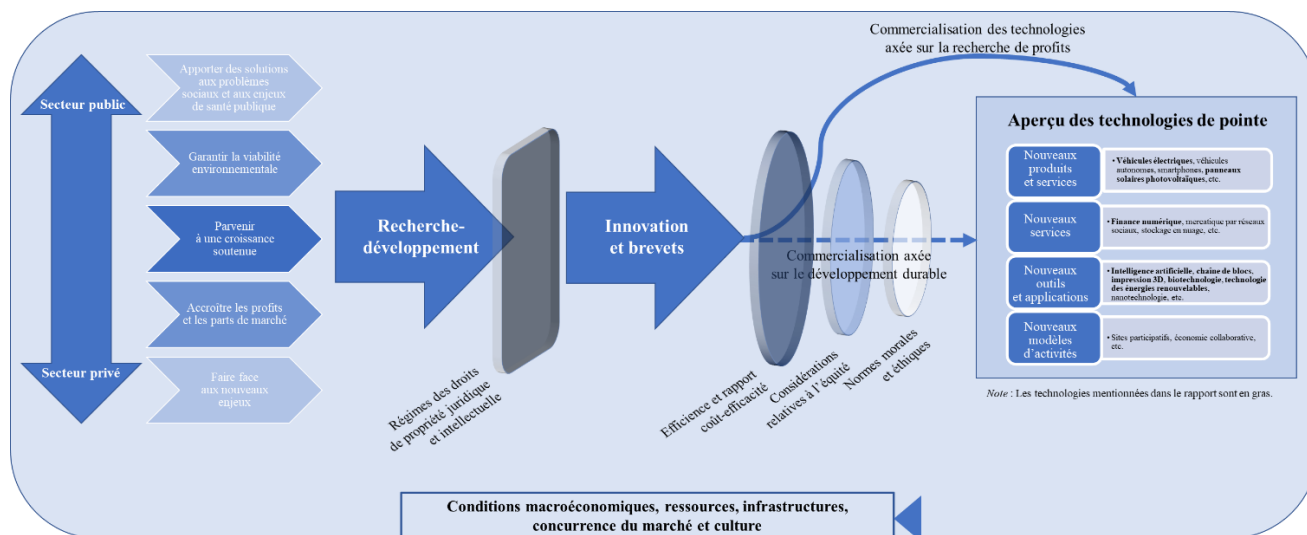 Secteur public
Secteur privé
Apporter des solutions
aux problèmes
sociaux et aux enjeux
de santé publique
Garantir la viabilité
environnementale
Parvenir
à une croissance
soutenue
Accroître les profits
et les parts de marché
Faire face
aux nouveaux
enjeux
Recherche-
développement
Régimes des droits
de propriété juridique
et intellectuelle
Innovation
et brevets
Commercialisation des technologies
axée sur la recherche de profits
Commercialisation axée
sur le développement durable
Efficience et rapport
coût-efficacité
Considérations
relatives à l'équité
Normes morales
et éthiques
Aperçu des technologies de pointe
Nouveaux
produits
et services
• Véhicules électriques, véhicules
autonomes, smartphones, panneaux
solaires photovoltaïques, etc.
Nouveaux
services
• Finance numérique, mercatique par réseaux
sociaux, stockage en nuage, etc.
Nouveaux
outils
et applications
• Intelligence artificielle, chaîne de blocs,
impression 3D, biotechnologie, technologie
des énergies renouvelables,
nanotechnologie, etc.
Nouveaux
modèles
d'activités
• Sites participatifs, économie collaborative,
etc.
Note : Les technologies mentionnées dans le rapport sont en gras.
Conditions macroéconomiques, ressources, infrastructures,
concurrence du marché et culture